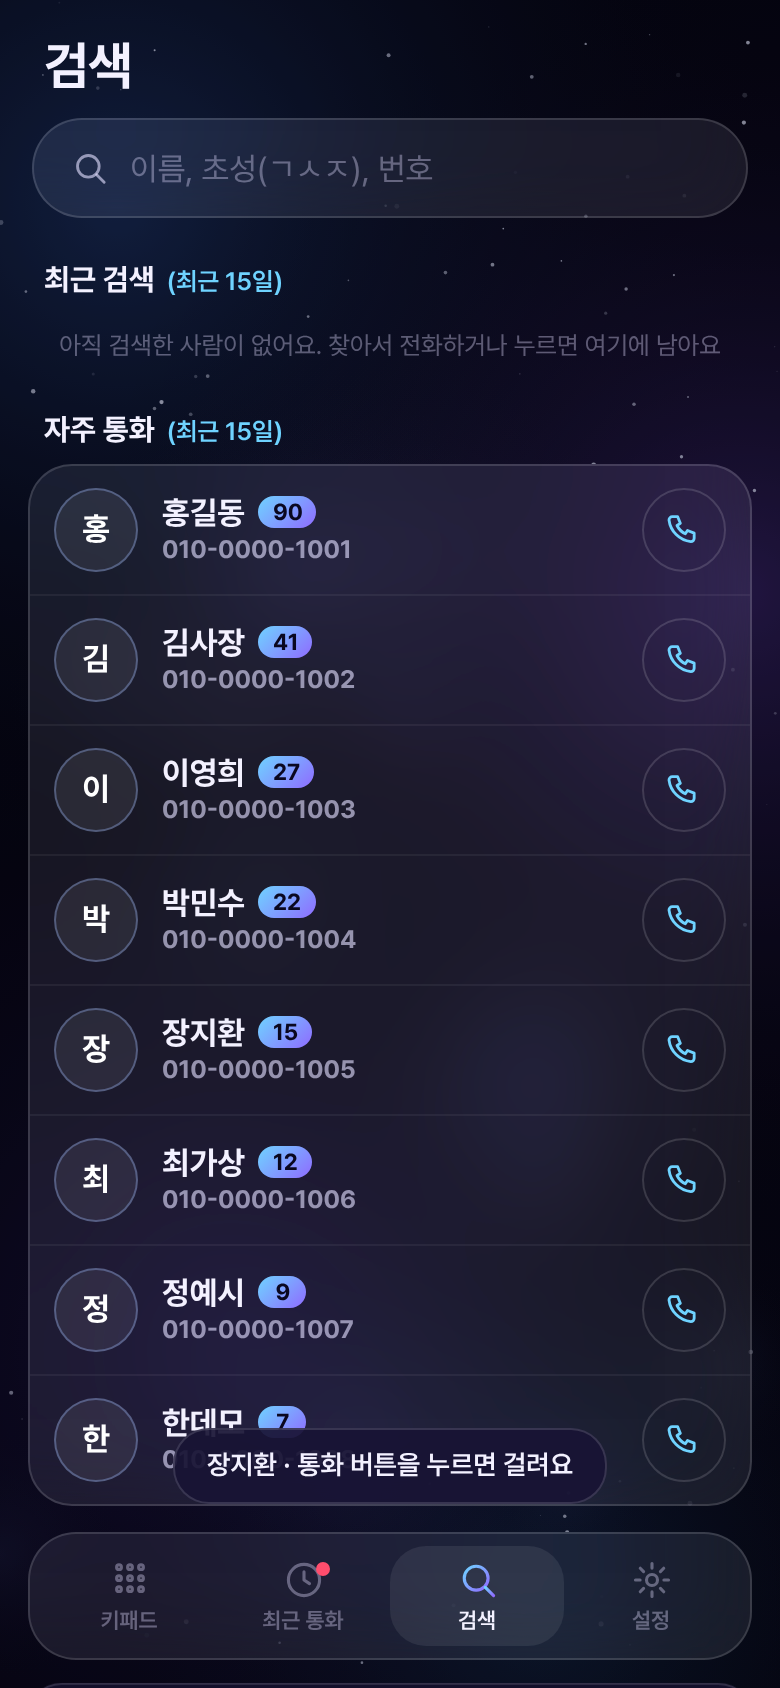 검색
이름, 초성(ㄱㅅㅈ), 번호
최근 검색 (최근 15일)
아직 검색한 사람이 없어요. 찾아서 전화하거나 누르면 여기에 남아요
자주 통화 (최근 15일)
홍
홍길동 90
010-0000-1001
김
김사장 41
010-0000-1002
이
이영희 27
010-0000-1003
박
박민수 22
010-0000-1004
장
장지환 15
010-0000-1005
최
최가상 12
010-0000-1006
정
정예시 9
010-0000-1007
한
한데모 7
장지환 · 통화 버튼을 누르면 걸려요
키패드
최근 통화
검색
설정